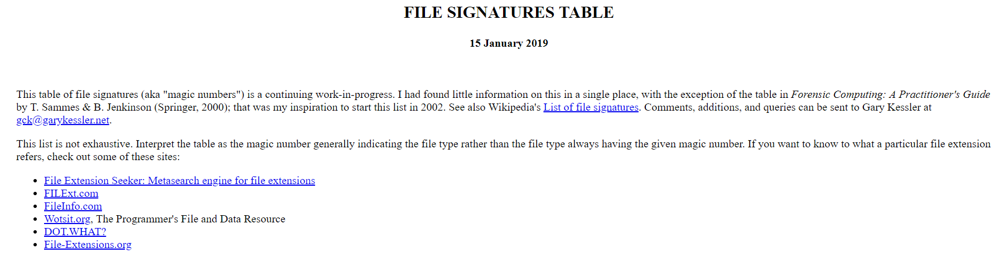 FILE SIGNATURES TABLE
15 January 2019
This table of file signatures (aka "magic numbers") is a continuing work-in-progress. I had found little information on this in a single place, with the exception of the table in Forensic Computing: A Practitioner's Guide
by T. Sammes & B. Jenkinson (Springer, 2000); that was my inspiration to start this list in 2002. See also Wikipedia's List of file signatures. Comments, additions, and queries can be sent to Gary Kessler at
gck@garykessler.net.
This list is not exhaustive. Interpret the table as the magic number generally indicating the file type rather than the file type always having the given magic number. If you want to know to what a particular file extension
refers, check out some of these sites:
• File Extension Seeker: Metasearch engine for file extensions
• FILExt.com
• FileInfo.com
• Wotsit.org, The Programmer's File and Data Resource
• DOT.WHAT?
• File-Extensions.org